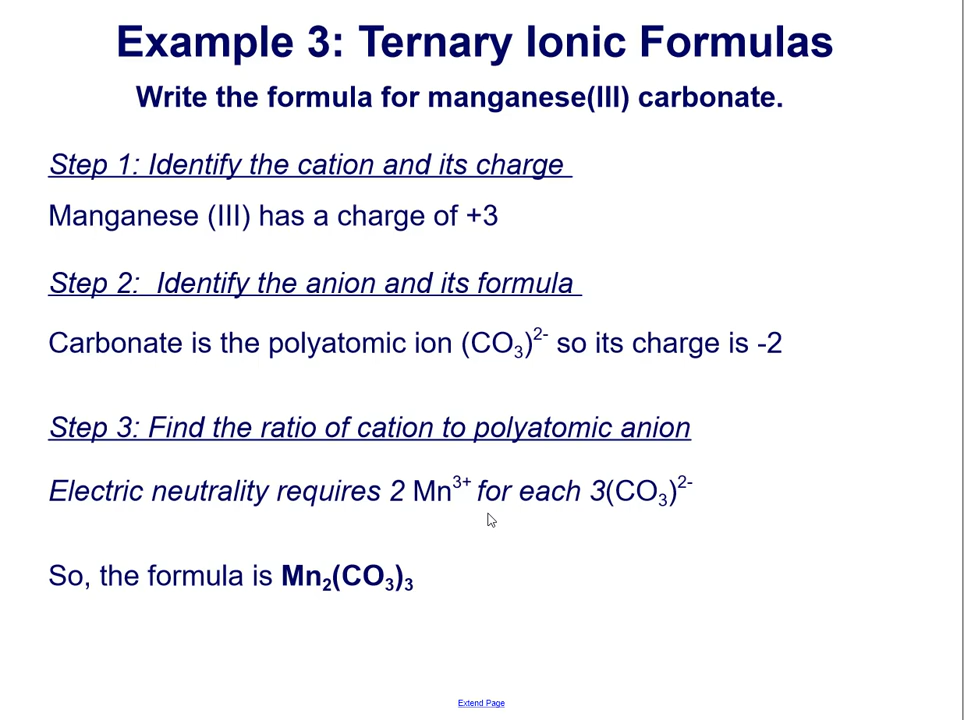 Example 3: Ternary Ionic Formulas
Write the formula for manganese(III) carbonate.
Step 1: Identify the cation and its charge
Manganese (III) has a charge of +3
Step 2:  Identify the anion and its formula
Carbonate is the polyatomic ion (CO₃)²⁻ so its charge is -2
Step 3: Find the ratio of cation to polyatomic anion
Electric neutrality requires 2 Mn³⁺ for each 3(CO₃)²⁻
So, the formula is Mn₂(CO₃)₃
Extend Page